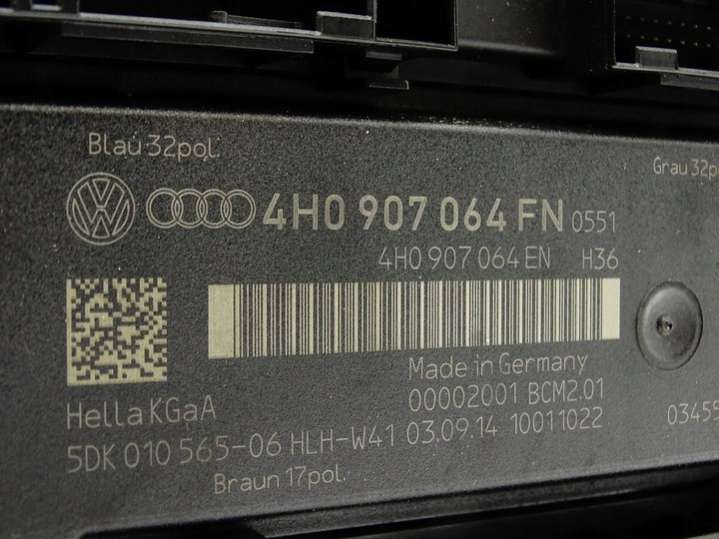 Blau 32pol.
Grau 32p
4H0 907 064 FN 0551
4H0 907 064 EN H36
Made in Germany
00002001 BCM2.01
Hella KGaA
03455
5DK 010 565-06 HLH-W41 03.09.14 10011022
Braun 17pol.